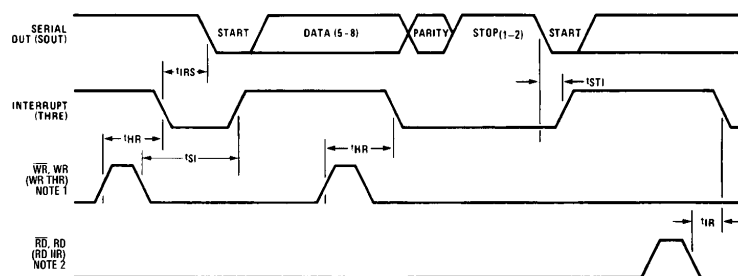 SERIAL
OUT (SOUT)
START
DATA (5-8)
PARITY
STOP(1-2)
START
tIRS
tSTI
INTERRUPT
(THRE)
tHR
tSI
tHR
WR, WR
(WR THR)
NOTE 1
tIR
RD, RD
(RD IIR)
NOTE 2